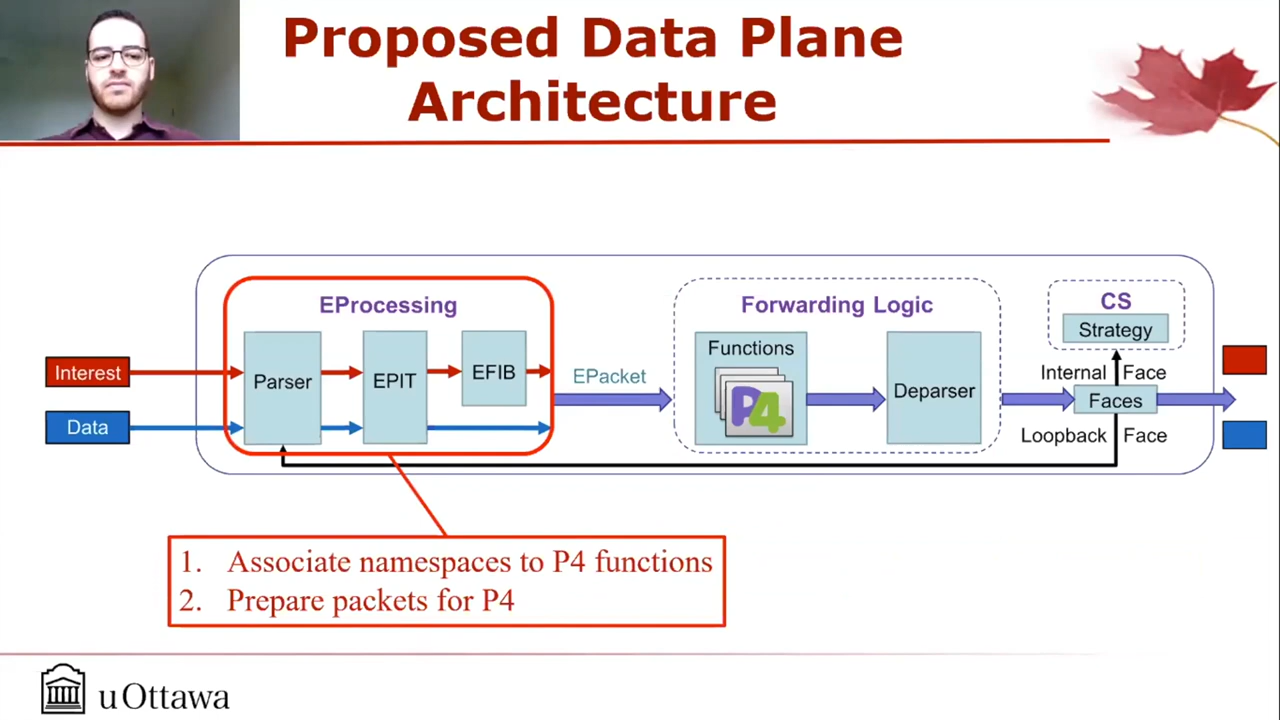 Proposed Data Plane
Architecture
EProcessing
Parser
EPIT
EFIB
Interest
Data
EPacket
Forwarding Logic
Functions
P4
Deparser
CS
Strategy
Internal Face
Faces
Loopback Face
1. Associate namespaces to P4 functions
2. Prepare packets for P4
uOttawa